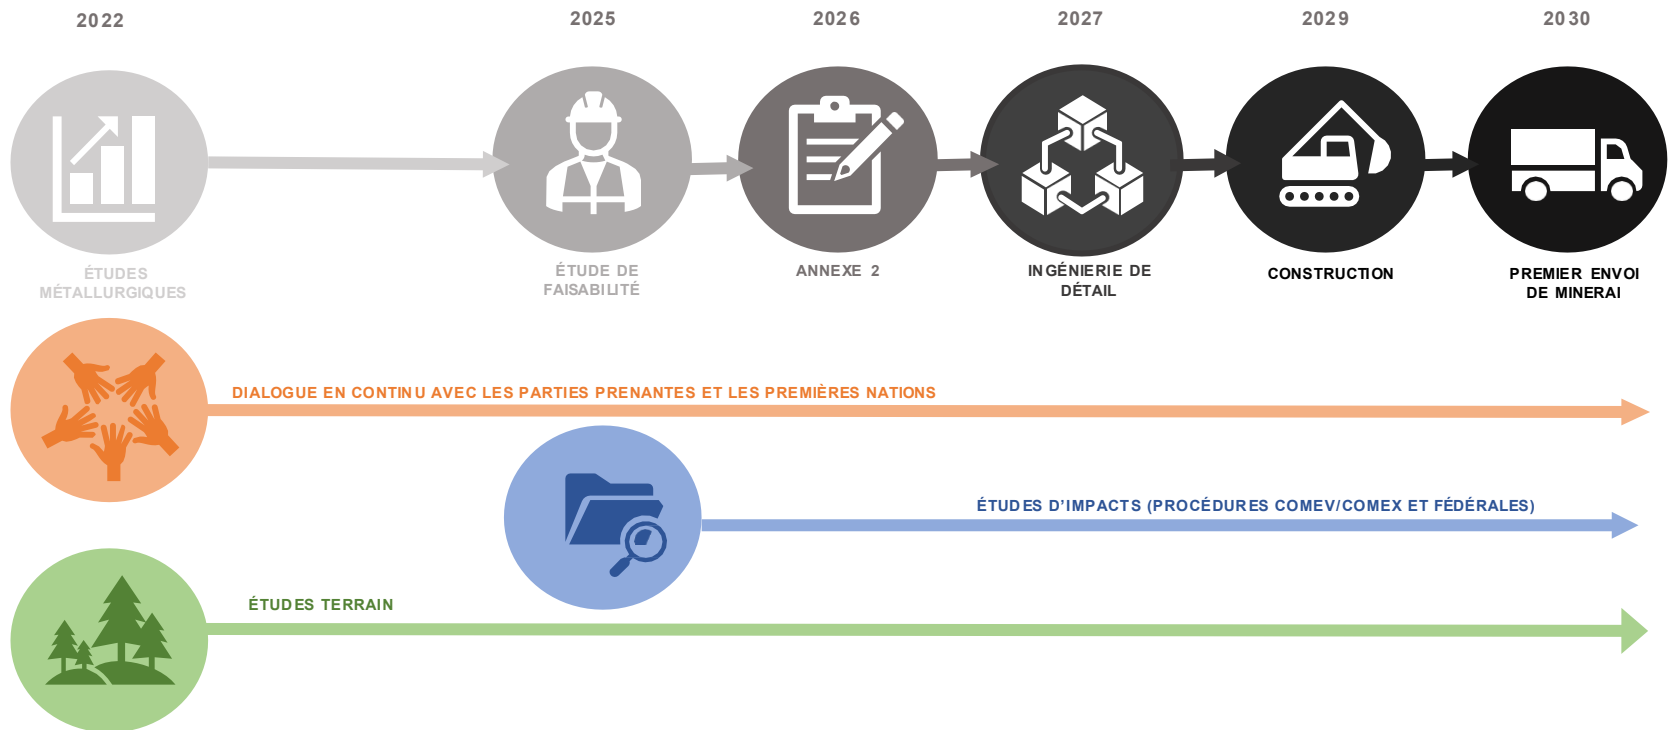 2022
2025
2026
2027
2029
2030
ÉTUDES
MÉTALLURGIQUES
ÉTUDE DE
FAISABILITÉ
ANNEXE 2
INGÉNIERIE DE
DÉTAIL
CONSTRUCTION
PREMIER ENVOI
DE MINERAI
DIALOGUE EN CONTINU AVEC LES PARTIES PRENANTES ET LES PREMIÈRES NATIONS
ÉTUDES D’IMPACTS (PROCÉDURES COMEV/COMEX ET FÉDÉRALES)
ÉTUDES TERRAIN